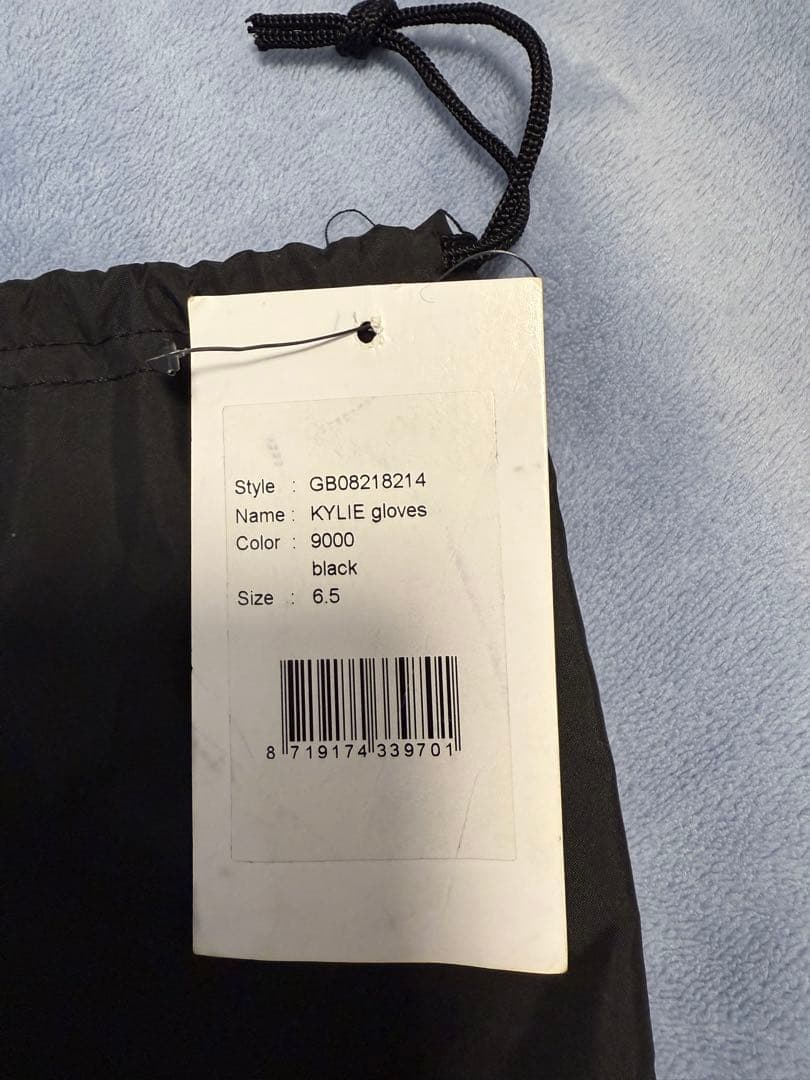 Style : GB08218214
Name : KYLIE gloves
Color : 9000
black
Size : 6.5
8 719174 339701